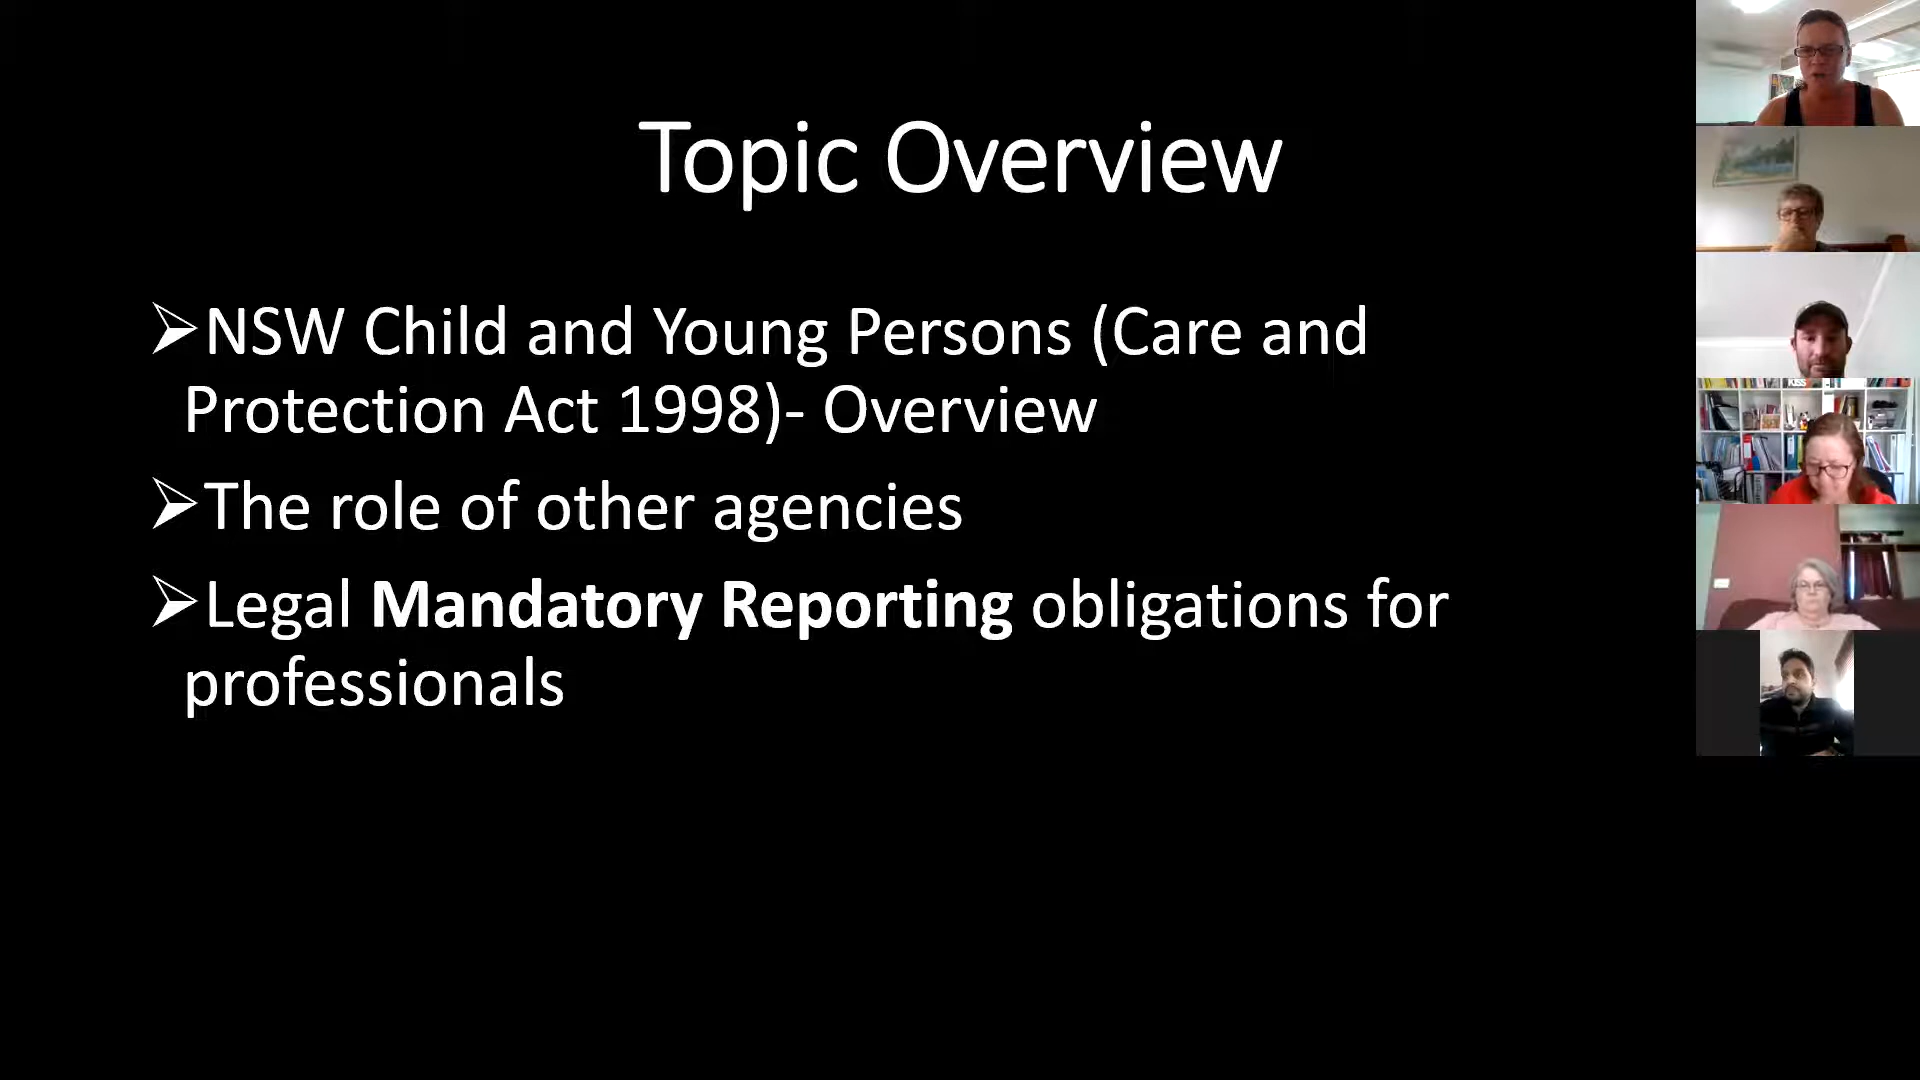 Topic Overview
➢NSW Child and Young Persons (Care and
Protection Act 1998)- Overview
➢The role of other agencies
➢Legal Mandatory Reporting obligations for
professionals